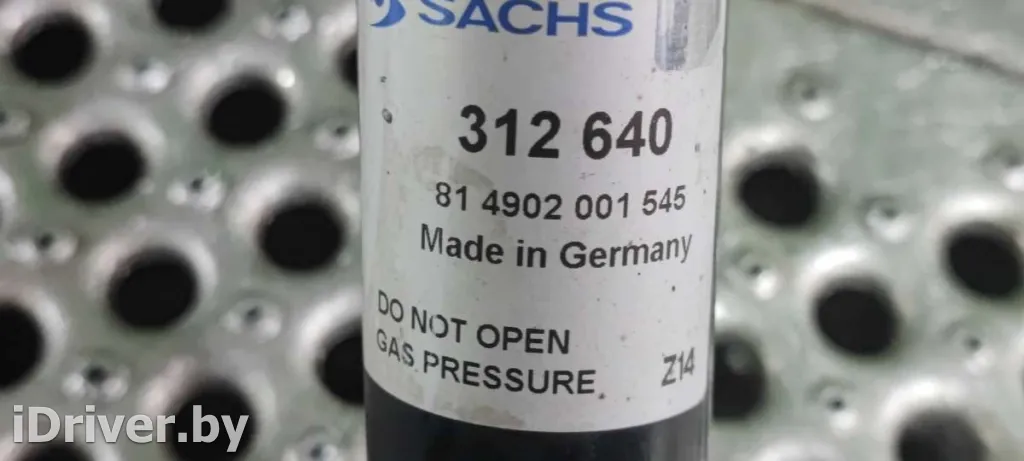 SACHS
312 640
81 4902 001 545
Made in Germany
DO NOT OPEN
GAS PRESSURE
Z14
iDriver.by